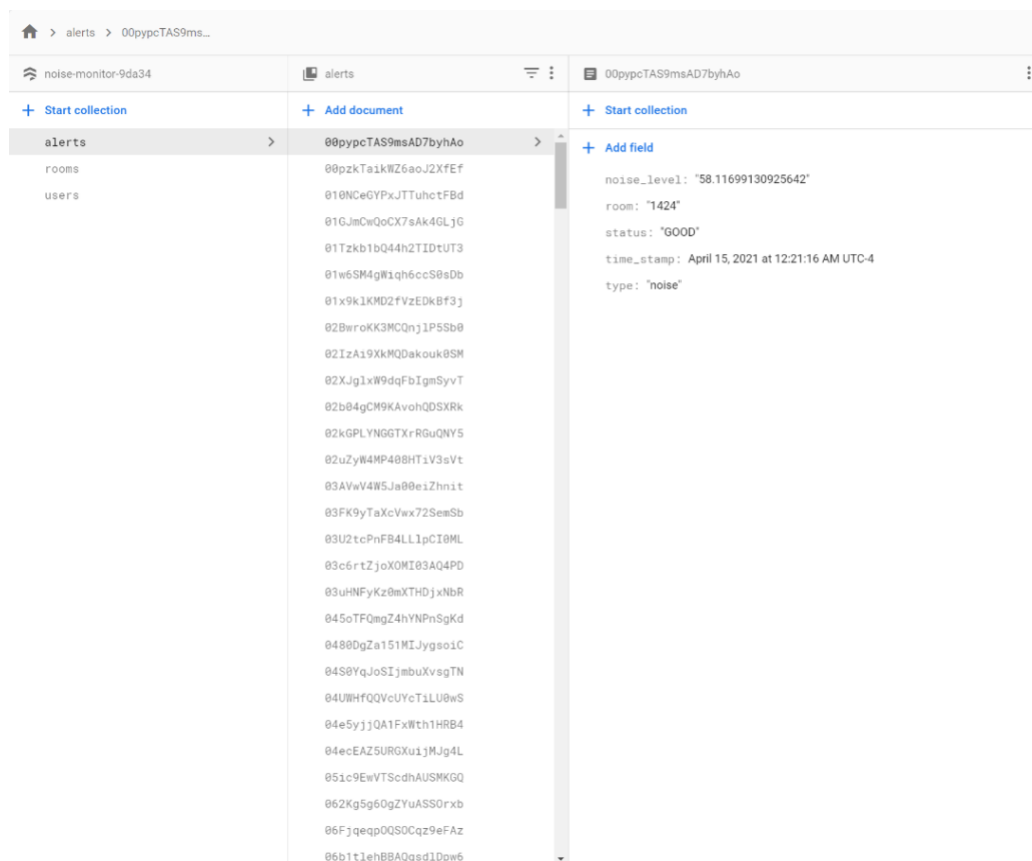 alerts > 00pypcTAS9ms…
noise-monitor-9da34
+ Start collection
alerts
rooms
users
alerts
+ Add document
00pypcTAS9msAD7byhAo
00pzkTaikWZ6aoJ2XfEf
010NCeGYPxJTTuhctFBd
01GJmCwQoCX7sAk4GLjG
01Tzkb1bQ44h2TIDtUT3
01w6SM4gWiqh6ccS0sDb
01x9klKMD2fVzEDkBf3j
02BwroKK3MCQnjlP5Sb0
02IzAi9XkMQDakouk0SM
02XJglxW9dqFbIgmSyvT
02b04gCM9KAvohQDSXRk
02kGPLYNGGTXrRGuQNY5
02uZyW4MP408HTiV3sVt
03AVwV4W5Ja00eiZhnit
03FK9yTaXcVwx72SemSb
03U2tcPnFB4LLlpCI0ML
03c6rtZjoXOMI03AQ4PD
03uHNFyKz0mXTHDjxNbR
045oTFQmgZ4hYNPnSgKd
0480DgZa151MIJygsoiC
04S0YqJoSIjmbuXvsgTN
04UWHfQQVcUYcTiLU0wS
04e5yjjQA1FxWth1HRB4
04ecEAZ5URGXuijMJg4L
05ic9EwVTScdhAUSMKGQ
062Kg5g6OgZYuASSOrxb
06FjqeqpOQSOCqz9eFAz
06b1tlehBBAQgsdlDpw6
00pypcTAS9msAD7byhAo
+ Start collection
+ Add field
noise_level: "58.11699130925642"
room: "1424"
status: "GOOD"
time_stamp: April 15, 2021 at 12:21:16 AM UTC-4
type: "noise"